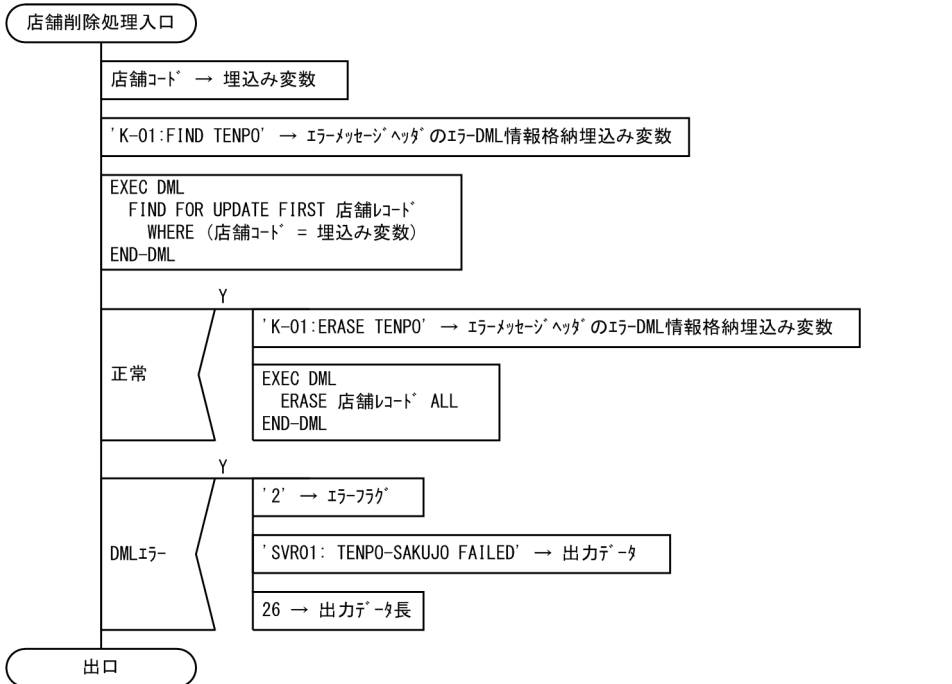 店舗削除処理入口
店舗ｺｰﾄﾞ → 埋込み変数
'K-01:FIND TENPO' → ｴﾗｰﾒｯｾｰｼﾞﾍｯﾀﾞのｴﾗｰDML情報格納埋込み変数
EXEC DML
FIND FOR UPDATE FIRST 店舗ﾚｺｰﾄﾞ
WHERE (店舗ｺｰﾄﾞ = 埋込み変数)
END-DML
Y
'K-01:ERASE TENPO' → ｴﾗｰﾒｯｾｰｼﾞﾍｯﾀﾞのｴﾗｰDML情報格納埋込み変数
正常
EXEC DML
ERASE 店舗ﾚｺｰﾄﾞ ALL
END-DML
Y
'2' → ｴﾗｰﾌﾗｸﾞ
DMLｴﾗｰ
'SVR01: TENPO-SAKUJO FAILED' → 出力ﾃﾞｰﾀ
26 → 出力ﾃﾞｰﾀ長
出口